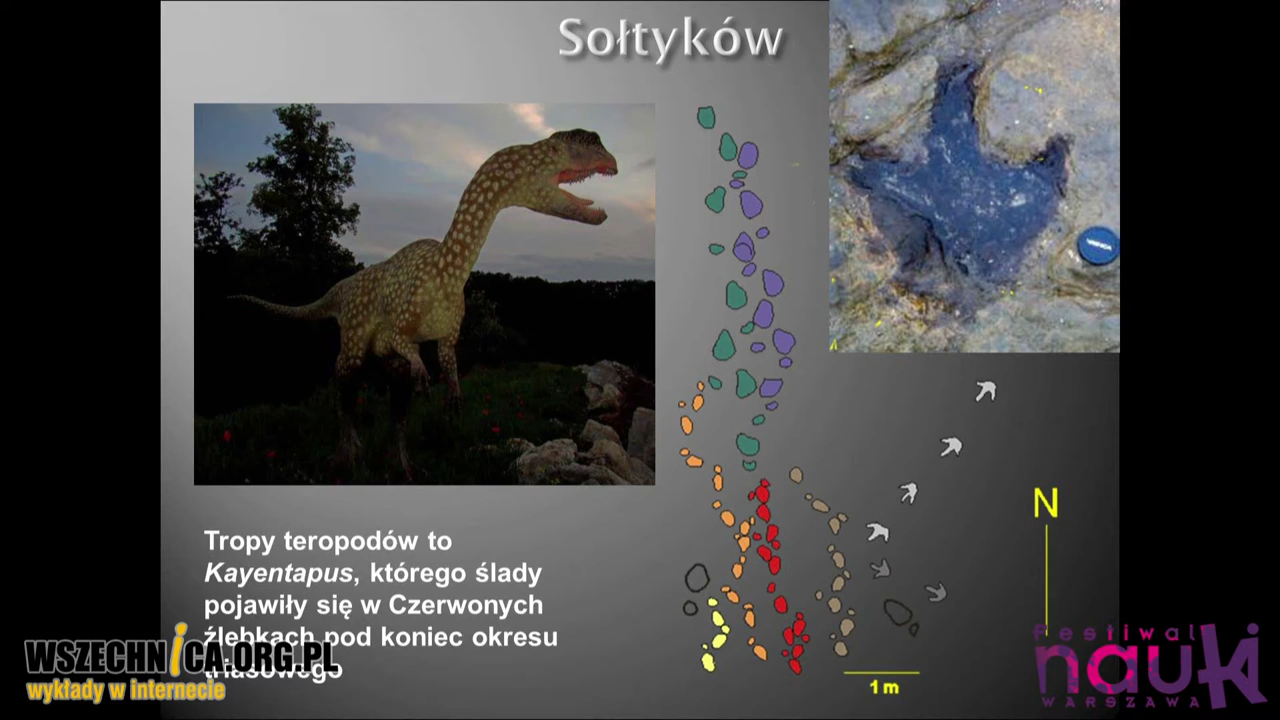 Sołtyków
Tropy teropodów to
Kayentapus, którego ślady
pojawiły się w Czerwonych
źlebkach pod koniec okresu
triasowego
N
1 m
WSZECHNiCA.ORG.PL
wykłady w internecie
Festiwal
nauki
WARSZAWA